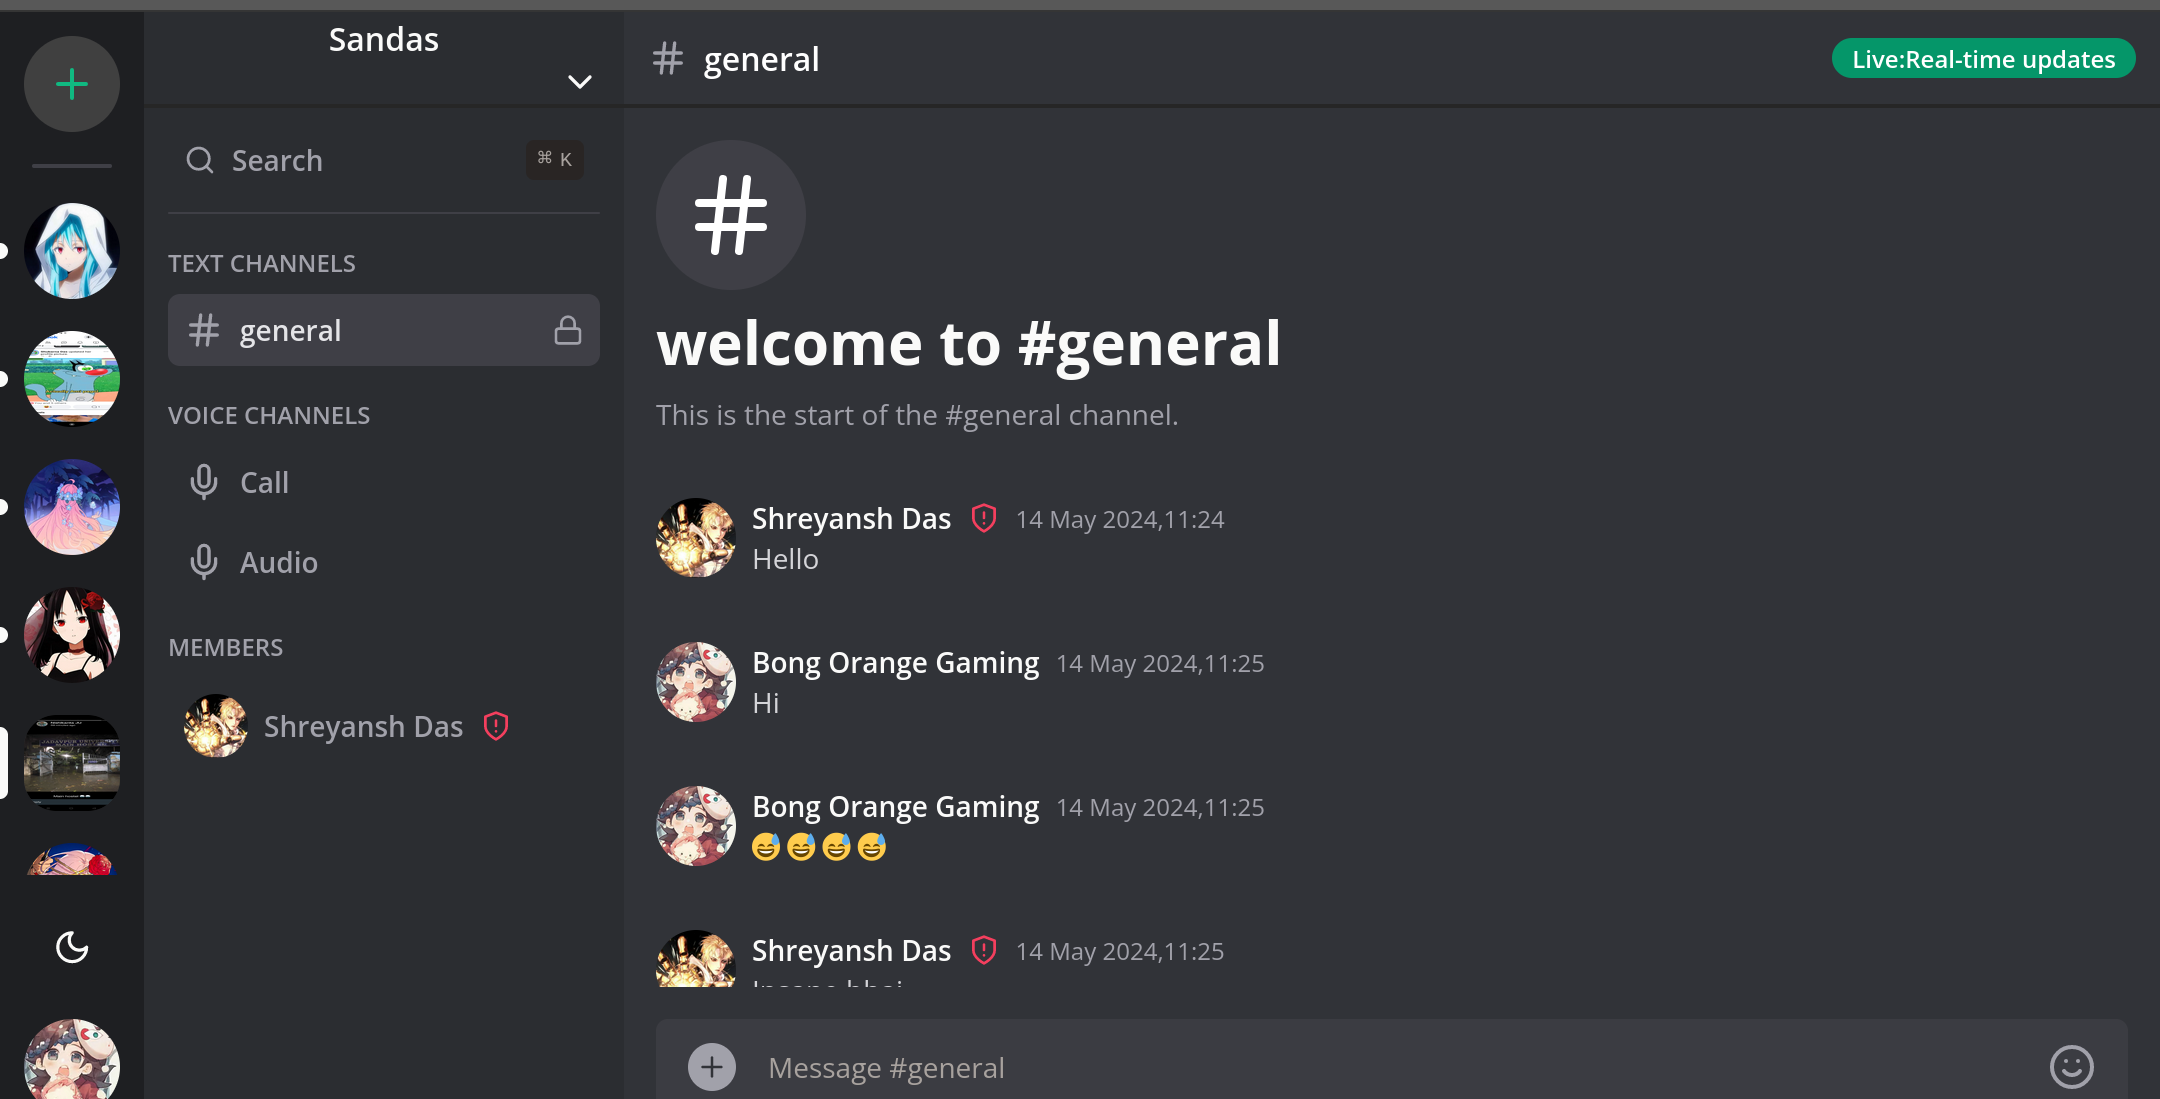 Sandas
general
Live:Real-time updates
Search
⌘ K
TEXT CHANNELS
general
VOICE CHANNELS
Call
Audio
MEMBERS
Shreyansh Das
welcome to #general
This is the start of the #general channel.
Shreyansh Das 14 May 2024,11:24
Hello
Bong Orange Gaming 14 May 2024,11:25
Hi
Bong Orange Gaming 14 May 2024,11:25
😅😅😅😅
Shreyansh Das 14 May 2024,11:25
Insane bhai
Message #general